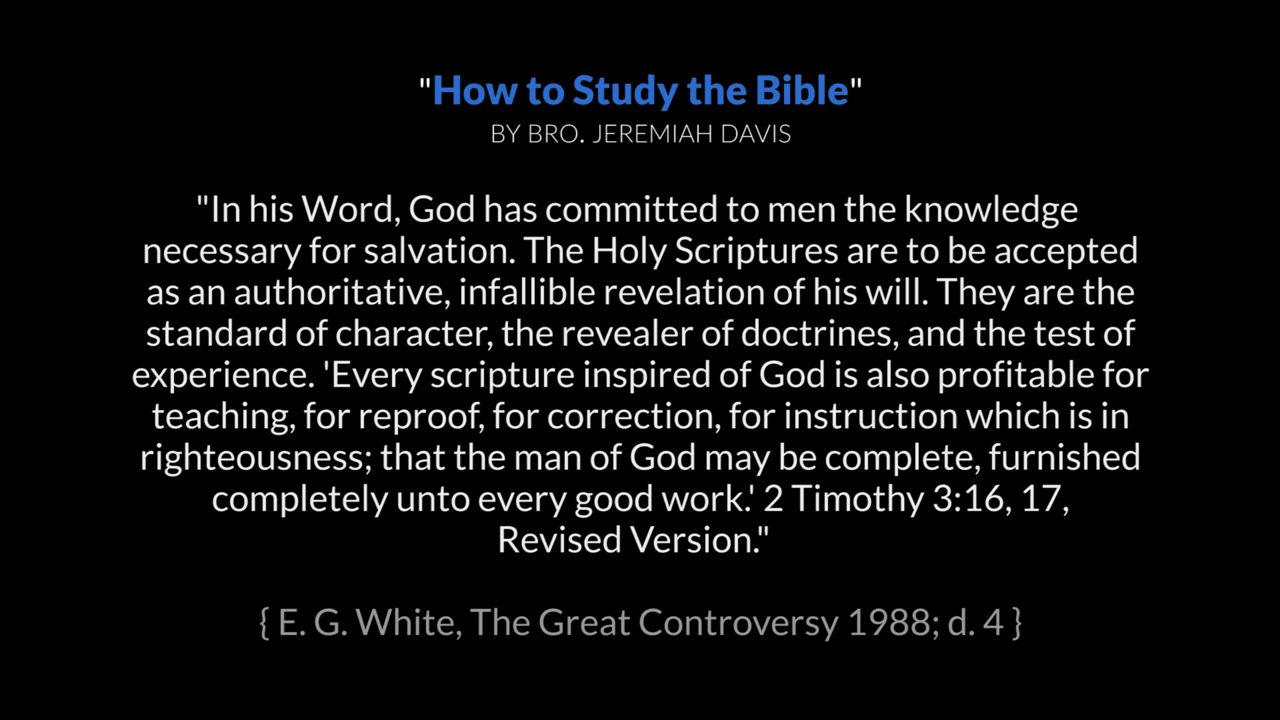 "How to Study the Bible"
BY BRO. JEREMIAH DAVIS
"In his Word, God has committed to men the knowledge
necessary for salvation. The Holy Scriptures are to be accepted
as an authoritative, infallible revelation of his will. They are the
standard of character, the revealer of doctrines, and the test of
experience. 'Every scripture inspired of God is also profitable for
teaching, for reproof, for correction, for instruction which is in
righteousness; that the man of God may be complete, furnished
completely unto every good work.' 2 Timothy 3:16, 17,
Revised Version."
{ E. G. White, The Great Controversy 1988; d. 4 }